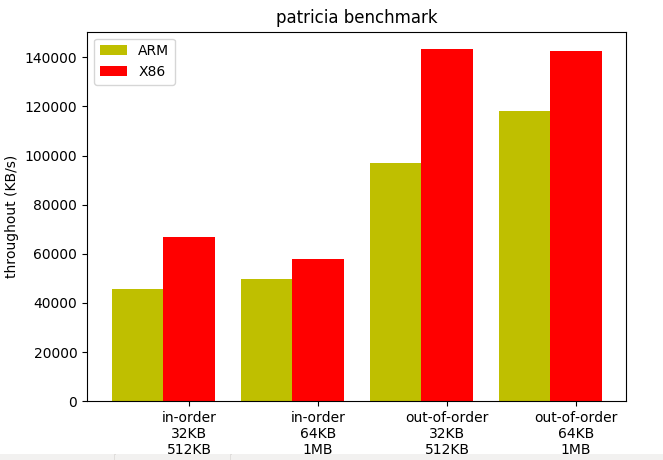 patricia benchmark
ARM
X86
throughout (KB/s)
140000
120000
100000
80000
60000
40000
20000
0
in-order in-order out-of-order out-of-order
32KB 64KB 32KB 64KB
512KB 1MB 512KB 1MB